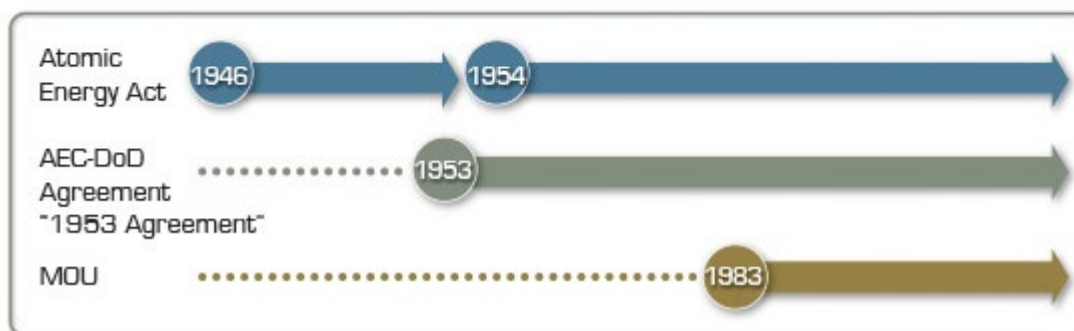 Atomic
Energy Act
1946
1954
AEC-DoD
Agreement
"1953 Agreement"
1953
MOU
1983